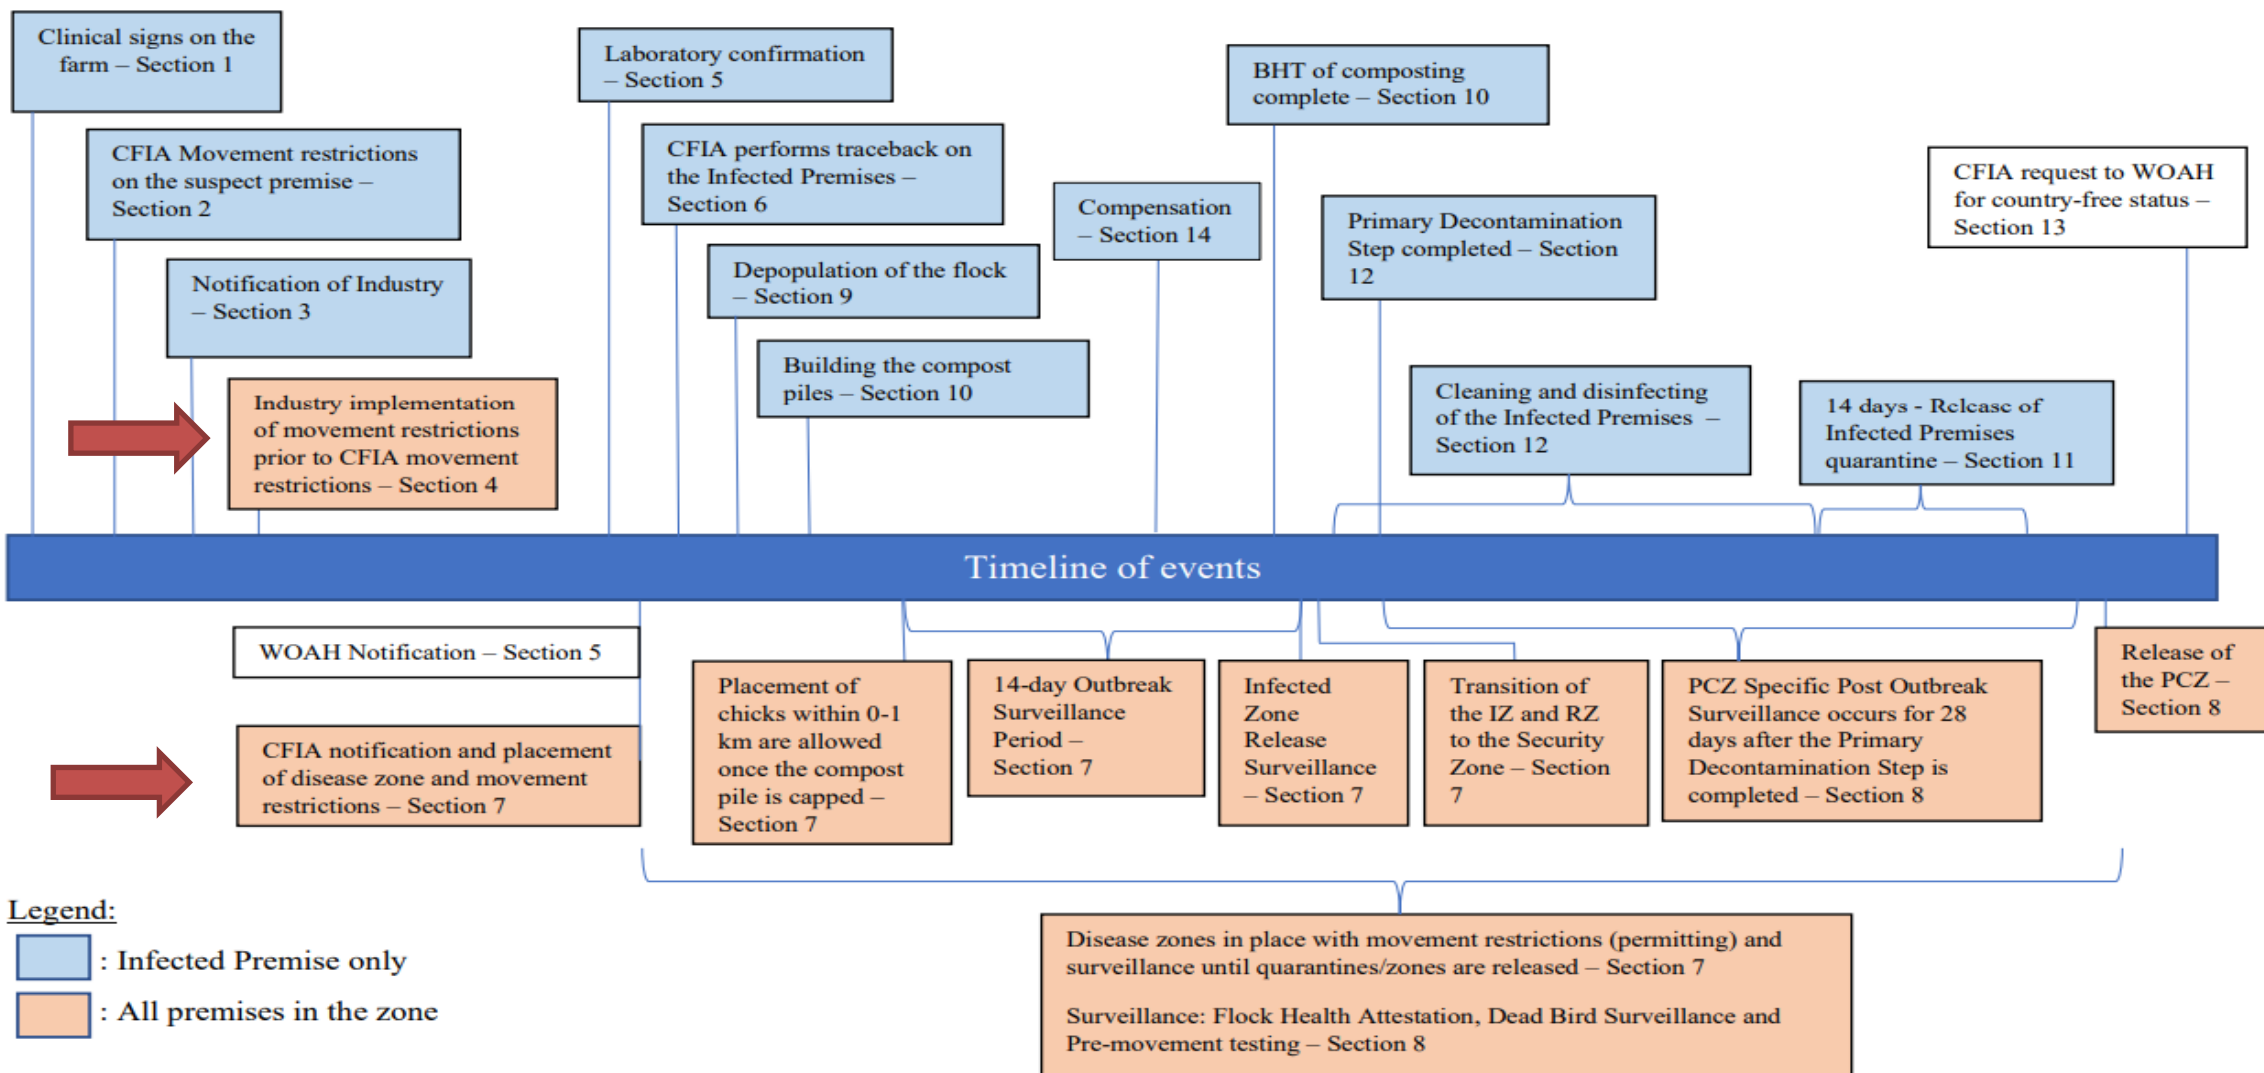 Clinical signs on the
farm – Section 1
CFIA Movement restrictions
on the suspect premise –
Section 2
Notification of Industry
– Section 3
Industry implementation
of movement restrictions
prior to CFIA movement
restrictions – Section 4
Laboratory confirmation
– Section 5
CFIA performs traceback on
the Infected Premises –
Section 6
Depopulation of the flock
– Section 9
Building the compost
piles – Section 10
Compensation
– Section 14
BHT of composting
complete – Section 10
Primary Decontamination
Step completed – Section
12
Cleaning and disinfecting
of the Infected Premises –
Section 12
14 days - Release of
Infected Premises
quarantine – Section 11
CFIA request to WOAH
for country-free status –
Section 13
Timeline of events
WOAH Notification – Section 5
CFIA notification and placement
of disease zone and movement
restrictions – Section 7
Placement of
chicks within 0-1
km are allowed
once the compost
pile is capped –
Section 7
14-day Outbreak
Surveillance
Period –
Section 7
Infected
Zone
Release
Surveillance
– Section 7
Transition of
the IZ and RZ
to the Security
Zone – Section
7
PCZ Specific Post Outbreak
Surveillance occurs for 28
days after the Primary
Decontamination Step is
completed – Section 8
Release of
the PCZ –
Section 8
Disease zones in place with movement restrictions (permitting) and
surveillance until quarantines/zones are released – Section 7
Surveillance: Flock Health Attestation, Dead Bird Surveillance and
Pre-movement testing – Section 8
Legend:
: Infected Premise only
: All premises in the zone